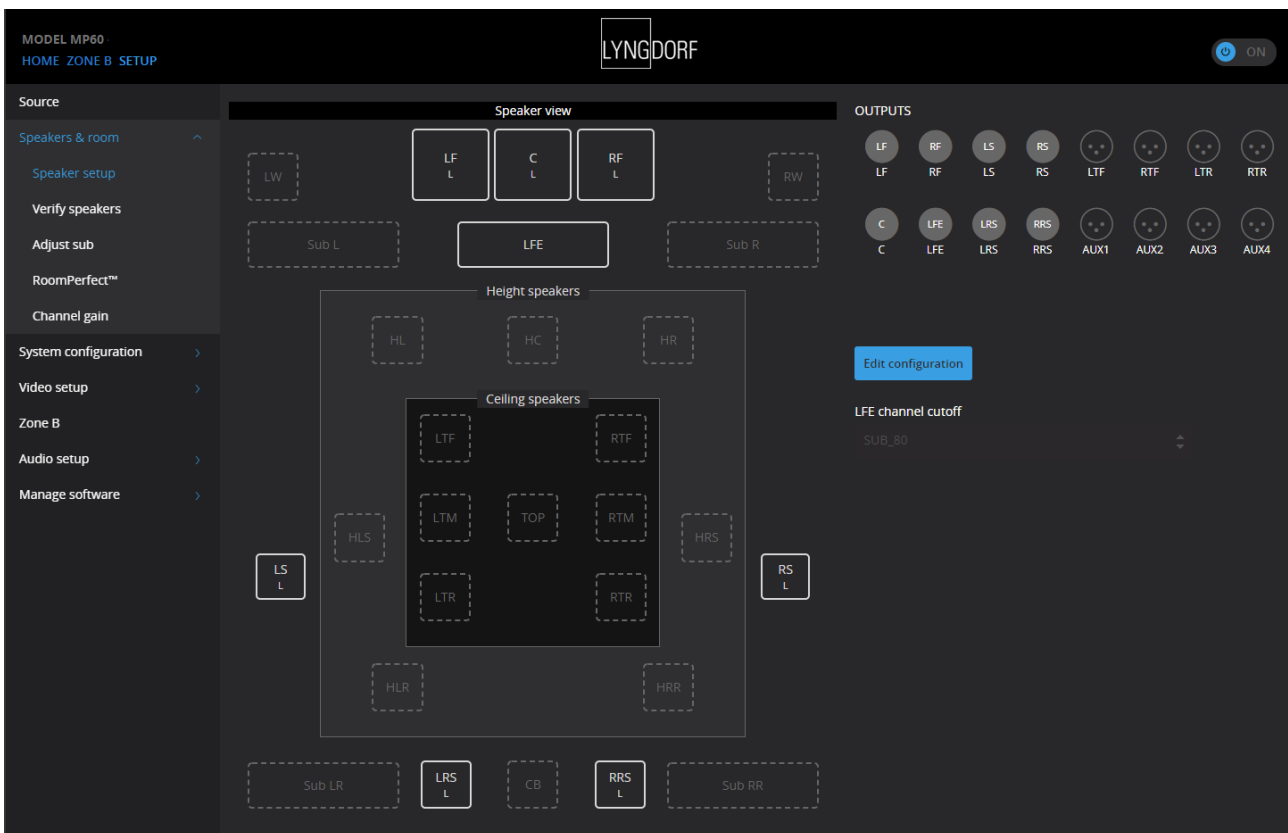 MODEL MP60
HOME ZONE B SETUP
LYNGDORF
ON
Source
Speakers & room
Speaker setup
Verify speakers
Adjust sub
RoomPerfect™
Channel gain
System configuration
Video setup
Zone B
Audio setup
Manage software
Speaker view
LW
LF
L
C
L
RF
L
RW
Sub L
LFE
Sub R
Height speakers
HL
HC
HR
Ceiling speakers
LTF
RTF
LTM
TOP
RTM
HLS
HRS
LS
L
RS
L
LTR
RTR
HLR
HRR
Sub LR
LRS
L
CB
RRS
L
Sub RR
OUTPUTS
LF RF LS RS
LF RF LS RS LTF RTF LTR RTR
C LFE LRS RRS
C LFE LRS RRS AUX1 AUX2 AUX3 AUX4
Edit configuration
LFE channel cutoff
SUB_80